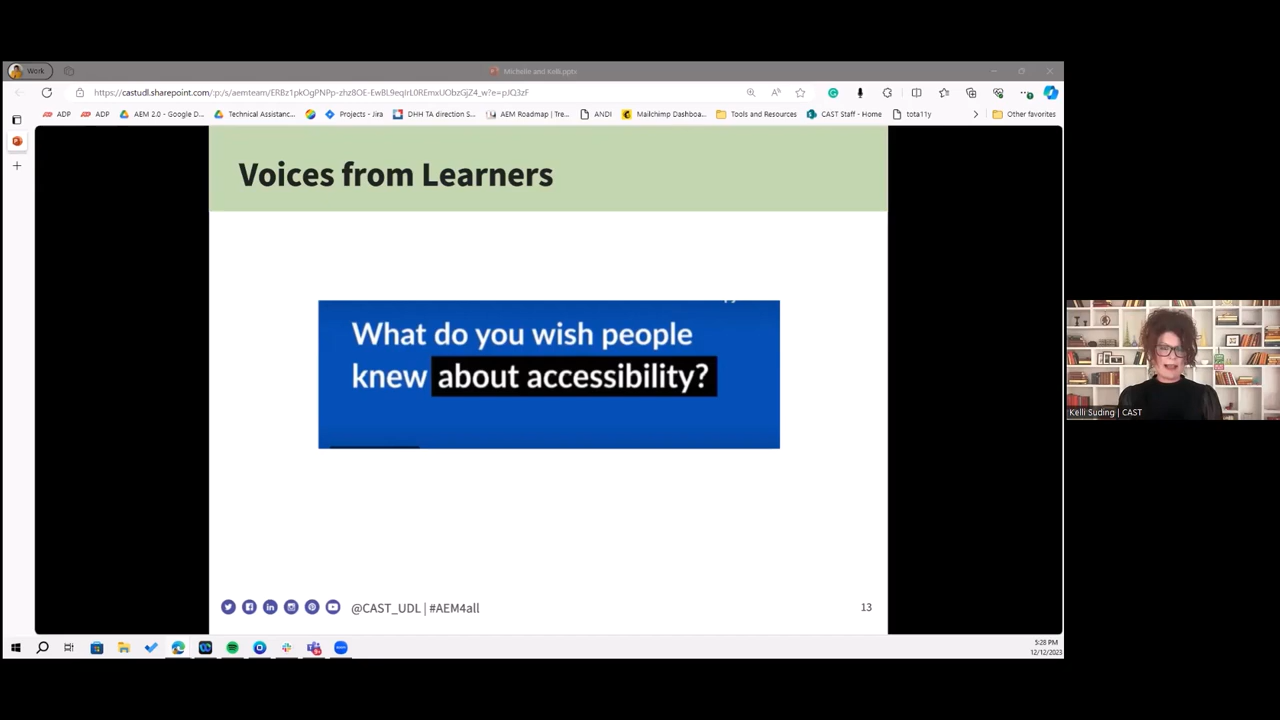 Work
Michelle and Kelli.pptx
https://castudl.sharepoint.com/:p:/s/aemteam/ERBz1pkOgPNPp-zhz8OE-EwBL9eqIrL0REmxUObzGjZ4_w?e=pJQ3zF
ADP
ADP
AEM 2.0 - Google D...
Technical Assistanc...
Projects - Jira
DHH TA direction S...
AEM Roadmap | Tre...
ANDI
Mailchimp Dashboa...
Tools and Resources
CAST Staff - Home
tota11y
Other favorites
Voices from Learners
What do you wish people
knew about accessibility?
Kelli Suding | CAST
@CAST_UDL | #AEM4all
13
5:28 PM
12/12/2023